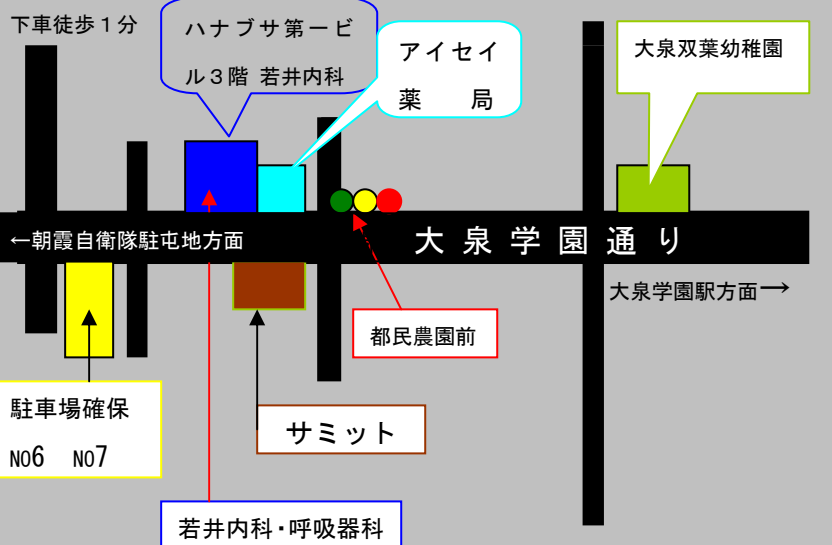 下車徒歩１分
ハナブサ第一ビ
ル３階 若井内科
アイセイ
薬　局
大泉双葉幼稚園
←朝霞自衛隊駐屯地方面
大泉学園通り
大泉学園駅方面→
都民農園前
駐車場確保
NO6　NO7
サミット
若井内科・呼吸器科